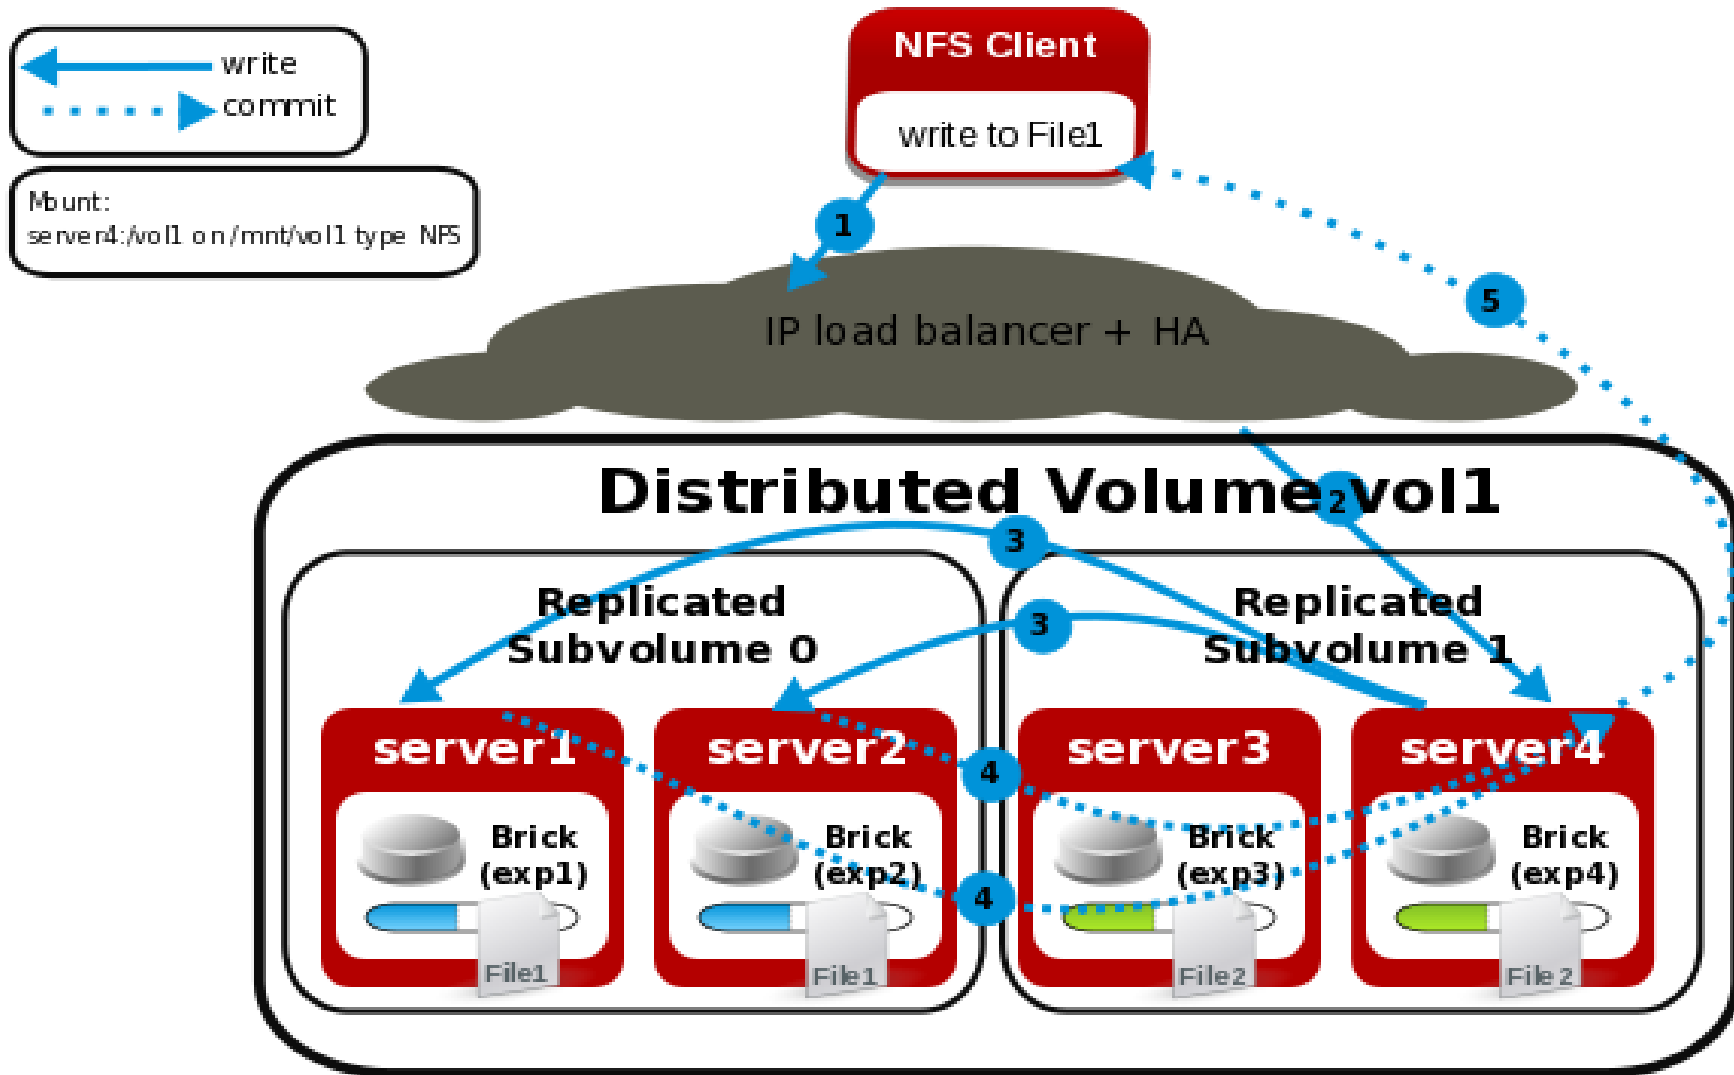 write
commit
Mount:
server4:/vol1 on /mnt/vol1 type NFS
NFS Client
write to File1
1
5
IP load balancer + HA
Distributed Volume vol1
2
3
3
Replicated
Subvolume 0
Replicated
Subvolume 1
server1
server2
server3
server4
4
4
Brick
(exp1)
Brick
(exp2)
Brick
(exp3)
Brick
(exp4)
File1
File1
File2
File2